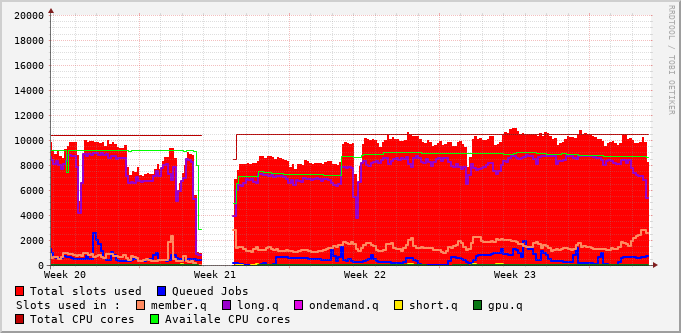 20000
18000
16000
14000
12000
10000
8000
6000
4000
2000
0
Week 20 Week 21 Week 22 Week 23
RRDTOOL / TOBI OETIKER
Total slots used Queued Jobs
Slots used in : member.q long.q ondemand.q short.q gpu.q
Total CPU cores Availale CPU cores